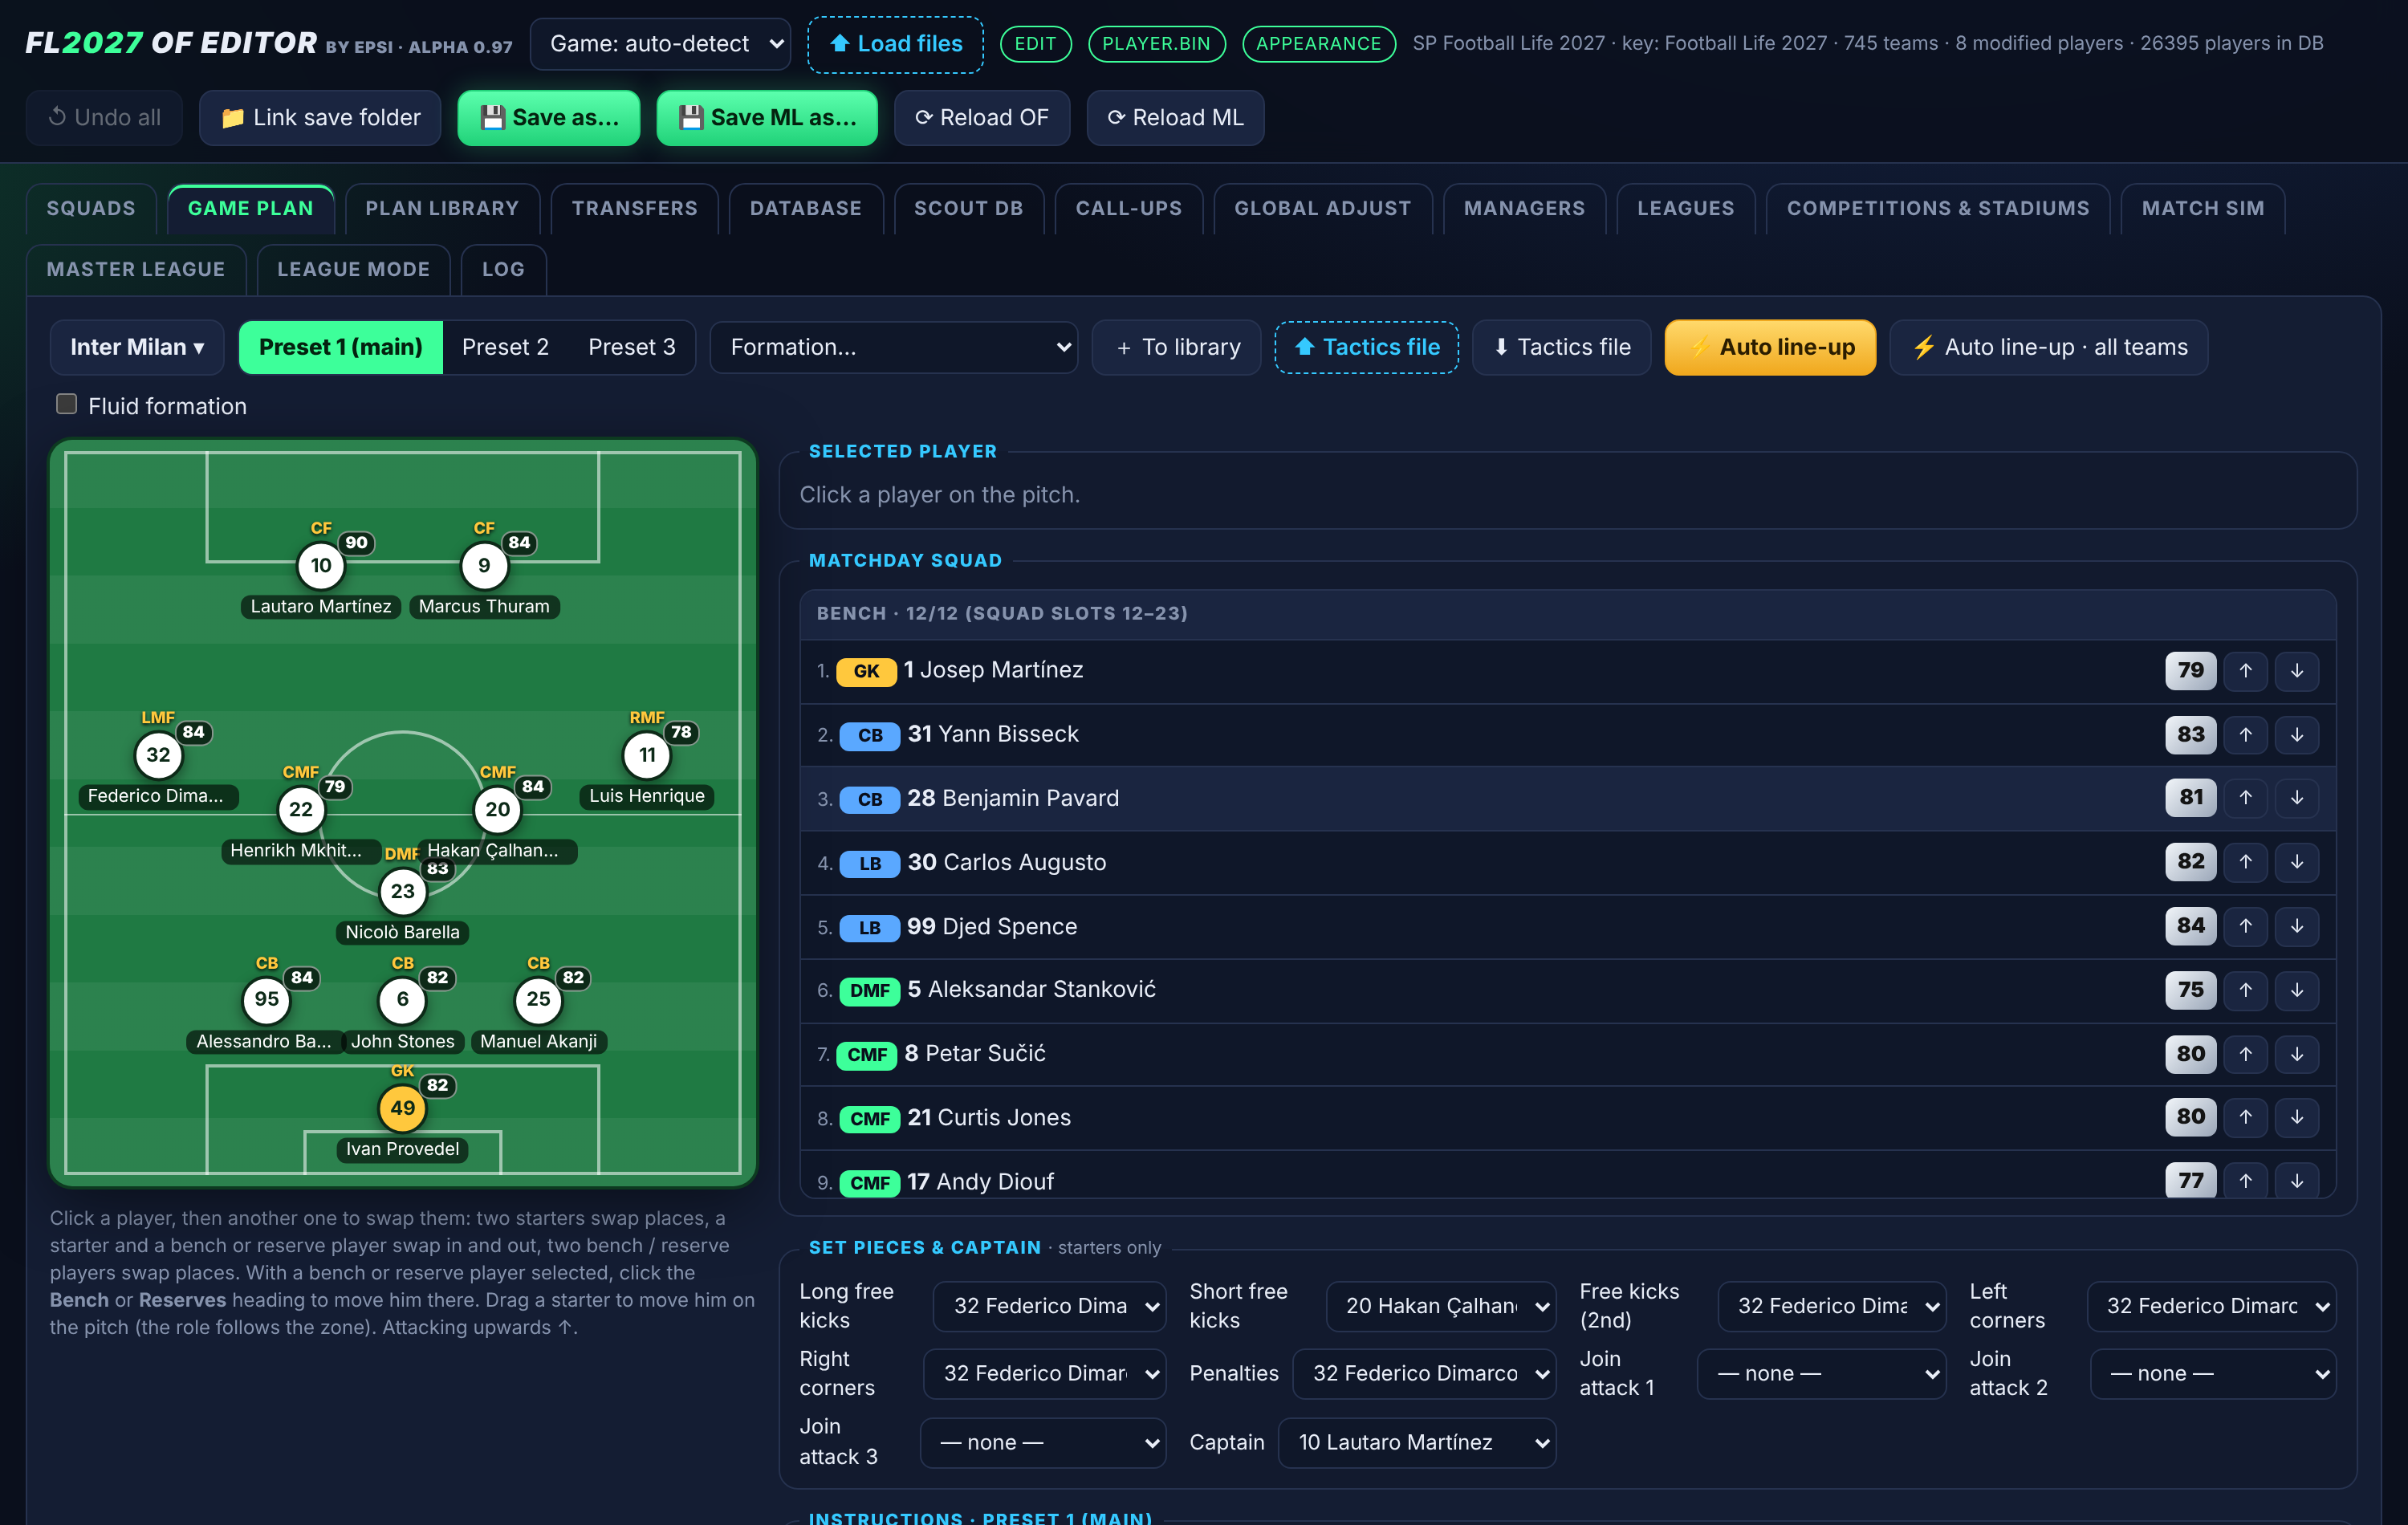 FL2027 OF EDITOR BY EPSI · ALPHA 0.97 Game: auto-detect Load files EDIT PLAYER.BIN APPEARANCE SP Football Life 2027 · key: Football Life 2027 · 745 teams · 8 modified players · 26395 players in DB
Undo all Link save folder Save as... Save ML as... Reload OF Reload ML
SQUADS GAME PLAN PLAN LIBRARY TRANSFERS DATABASE SCOUT DB CALL-UPS GLOBAL ADJUST MANAGERS LEAGUES COMPETITIONS & STADIUMS MATCH SIM
MASTER LEAGUE LEAGUE MODE LOG
Inter Milan ▾ Preset 1 (main) Preset 2 Preset 3 Formation... + To library Tactics file Tactics file Auto line-up Auto line-up · all teams
Fluid formation
CF 90 CF 84
10 9
Lautaro Martínez Marcus Thuram
LMF 84 RMF 78
32 11
Federico Dima... Luis Henrique
CMF 79 CMF 84
22 20
Henrikh Mkhit... Hakan Çalhan...
DMF 83
23
Nicolò Barella
CB 84 CB 82 CB 82
95 6 25
Alessandro Ba... John Stones Manuel Akanji
GK 82
49
Ivan Provedel
Click a player, then another one to swap them: two starters swap places, a
starter and a bench or reserve player swap in and out, two bench / reserve
players swap places. With a bench or reserve player selected, click the
Bench or Reserves heading to move him there. Drag a starter to move him on
the pitch (the role follows the zone). Attacking upwards ↑.
SELECTED PLAYER
Click a player on the pitch.
MATCHDAY SQUAD
BENCH · 12/12 (SQUAD SLOTS 12–23)
1. GK 1 Josep Martínez 79 ↑ ↓
2. CB 31 Yann Bisseck 83 ↑ ↓
3. CB 28 Benjamin Pavard 81 ↑ ↓
4. LB 30 Carlos Augusto 82 ↑ ↓
5. LB 99 Djed Spence 84 ↑ ↓
6. DMF 5 Aleksandar Stanković 75 ↑ ↓
7. CMF 8 Petar Sučić 80 ↑ ↓
8. CMF 21 Curtis Jones 80 ↑ ↓
9. CMF 17 Andy Diouf 77 ↑ ↓
SET PIECES & CAPTAIN · starters only
Long free kicks 32 Federico Dima Short free kicks 20 Hakan Çalhan Free kicks (2nd) 32 Federico Dima Left corners 32 Federico Dimarc
Right corners 32 Federico Dimar Penalties 32 Federico Dimarco Join attack 1 — none — Join attack 2 — none —
Join attack 3 — none — Captain 10 Lautaro Martínez
INSTRUCTIONS · PRESET 1 (MAIN)